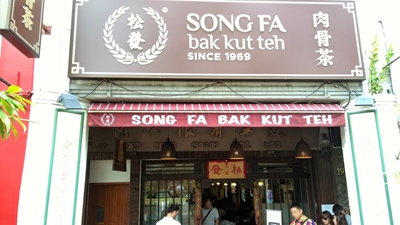 松發
SONG FA
bak kut teh
SINCE 1969
肉骨茶
SONG FA BAK KUT TEH